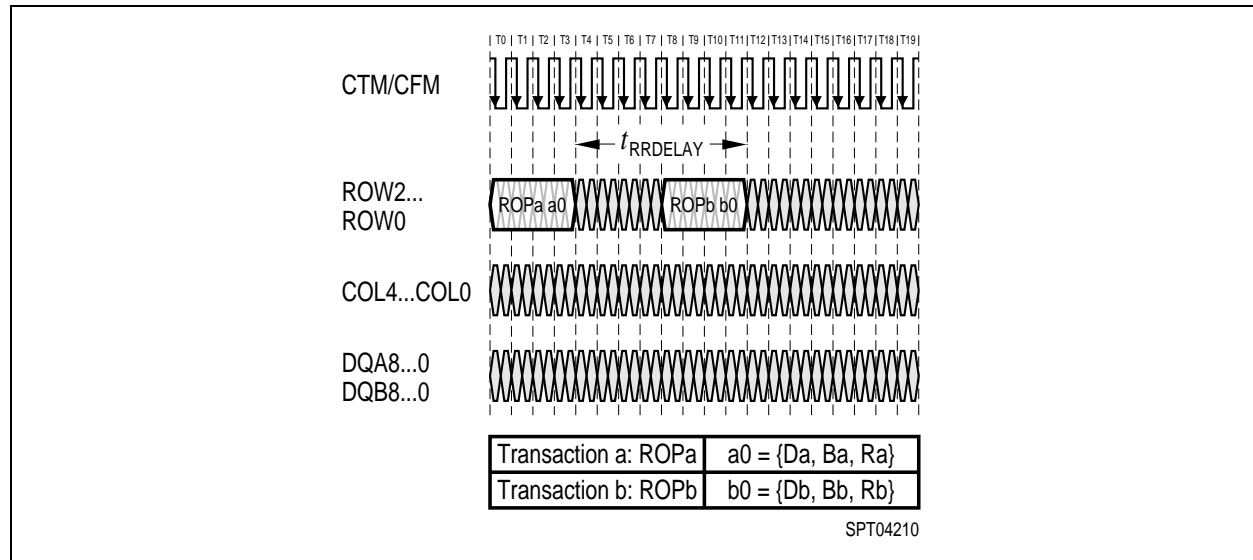 T0 T1 T2 T3 T4 T5 T6 T7 T8 T9 T10 T11 T12 T13 T14 T15 T16 T17 T18 T19
CTM/CFM
tRRDELAY
ROW2...
ROW0
ROPa a0
ROPb b0
COL4...COL0
DQA8...0
DQB8...0
Transaction a: ROPa a0 = {Da, Ba, Ra}
Transaction b: ROPb b0 = {Db, Bb, Rb}
SPT04210